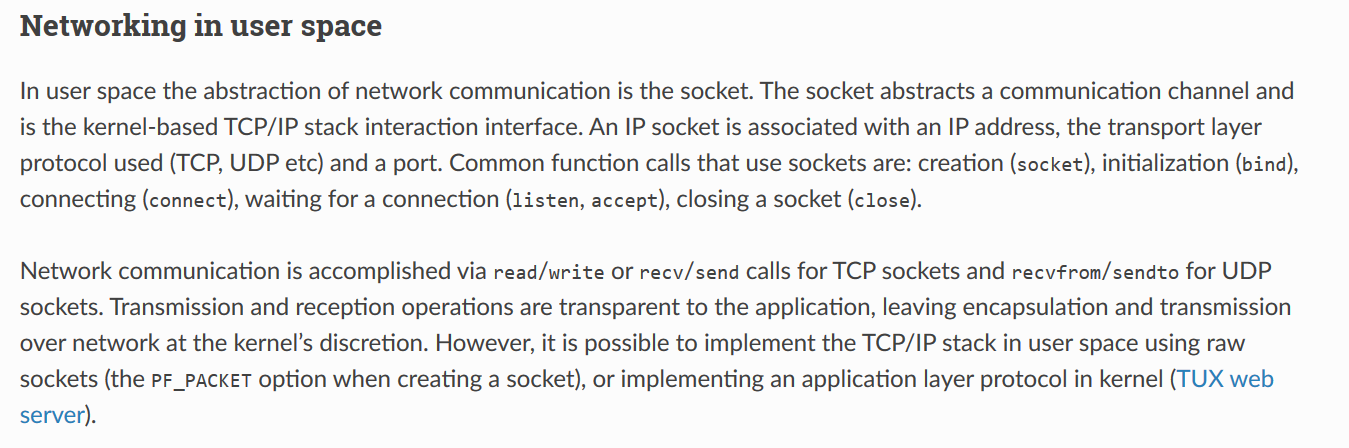 Networking in user space
In user space the abstraction of network communication is the socket. The socket abstracts a communication channel and
is the kernel-based TCP/IP stack interaction interface. An IP socket is associated with an IP address, the transport layer
protocol used (TCP, UDP etc) and a port. Common function calls that use sockets are: creation (socket), initialization (bind),
connecting (connect), waiting for a connection (listen, accept), closing a socket (close).
Network communication is accomplished via read/write or recv/send calls for TCP sockets and recvfrom/sendto for UDP
sockets. Transmission and reception operations are transparent to the application, leaving encapsulation and transmission
over network at the kernel’s discretion. However, it is possible to implement the TCP/IP stack in user space using raw
sockets (the PF_PACKET option when creating a socket), or implementing an application layer protocol in kernel (TUX web
server).